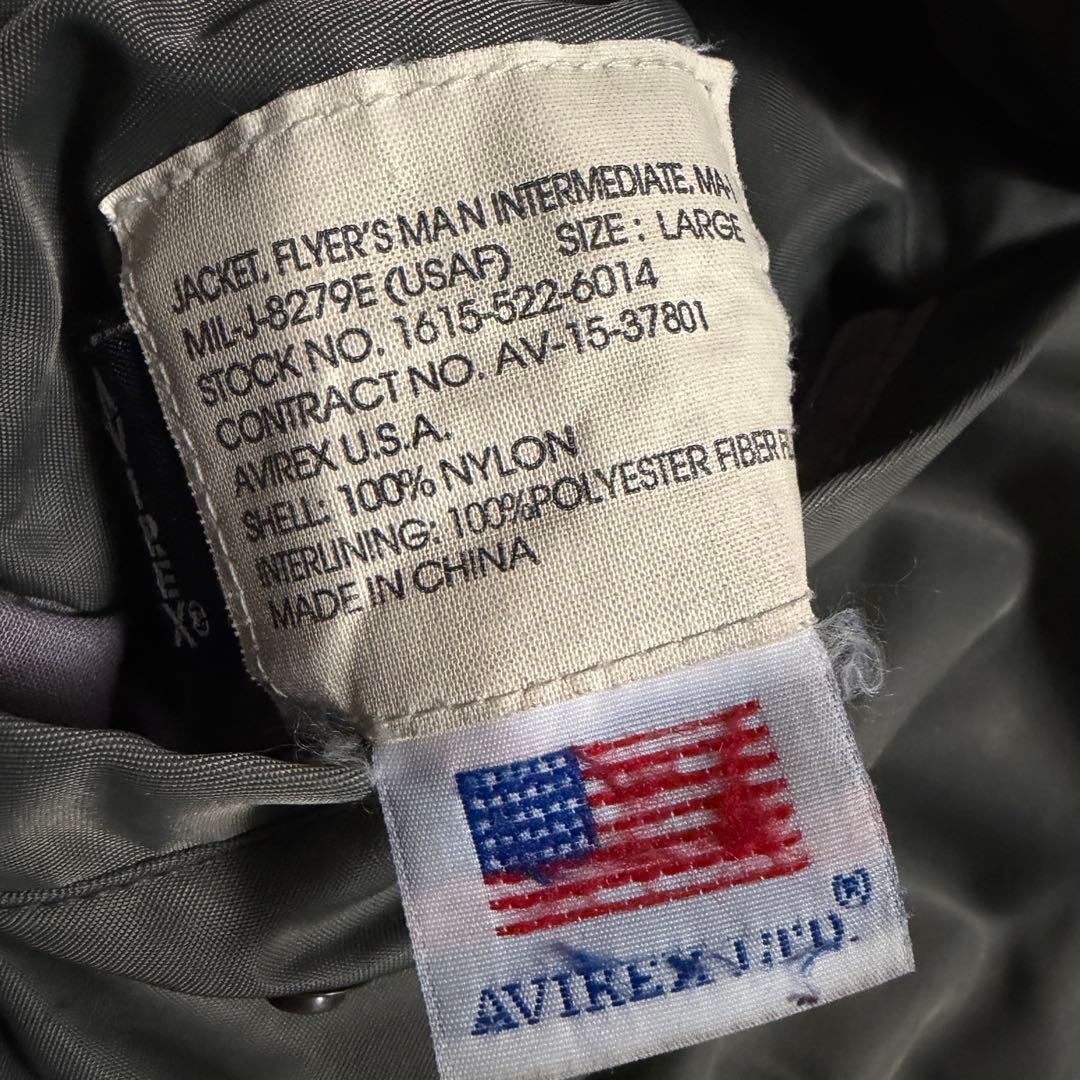 JACKET, FLYER'S MAN INTERMEDIATE, MA-1
MIL-J-8279E (USAF) SIZE : LARGE
STOCK NO. 1615-522-6014
CONTRACT NO. AV-15-37801
AVIREX U.S.A.
SHELL: 100% NYLON
INTERLINING: 100%POLYESTER FIBER
MADE IN CHINA
AVIREX LTD. ®